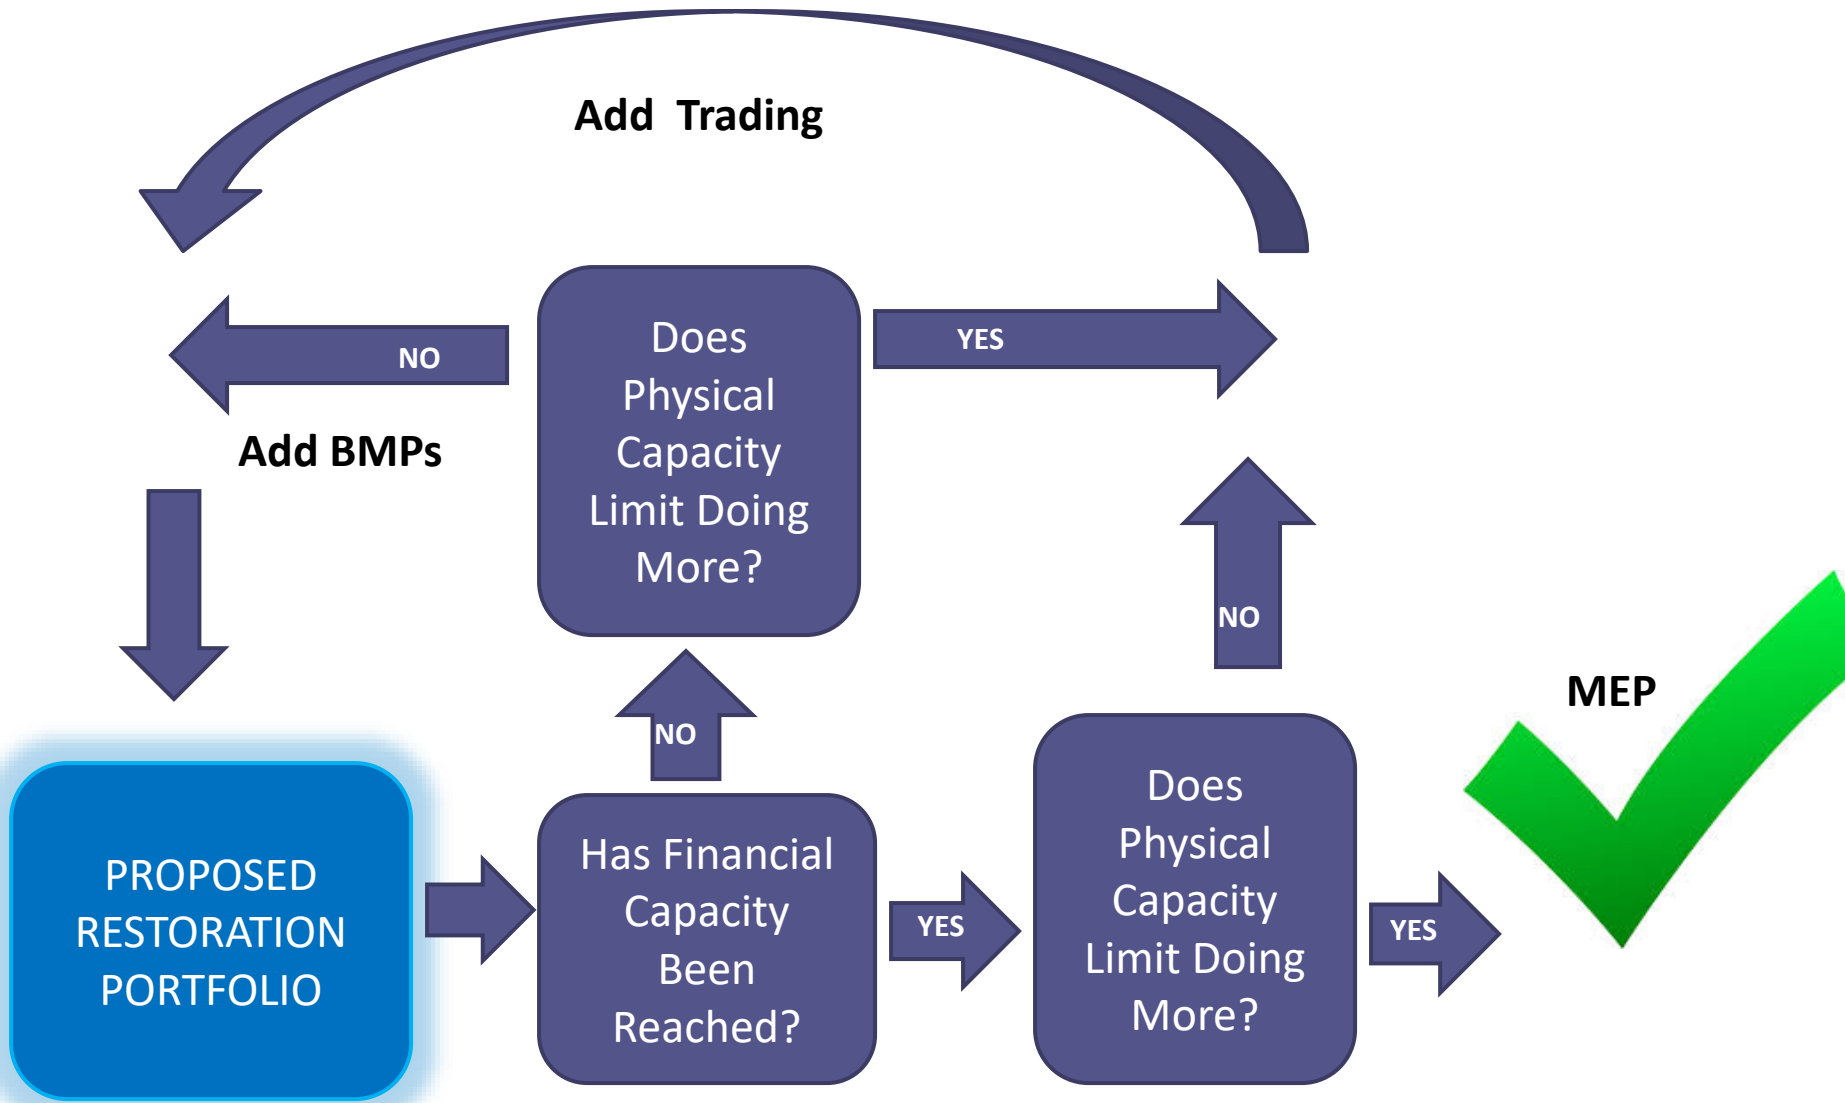 Add Trading
NO
Does
Physical
Capacity
Limit Doing
More?
YES
Add BMPs
NO
MEP
NO
PROPOSED
RESTORATION
PORTFOLIO
Has Financial
Capacity
Been
Reached?
YES
Does
Physical
Capacity
Limit Doing
More?
YES